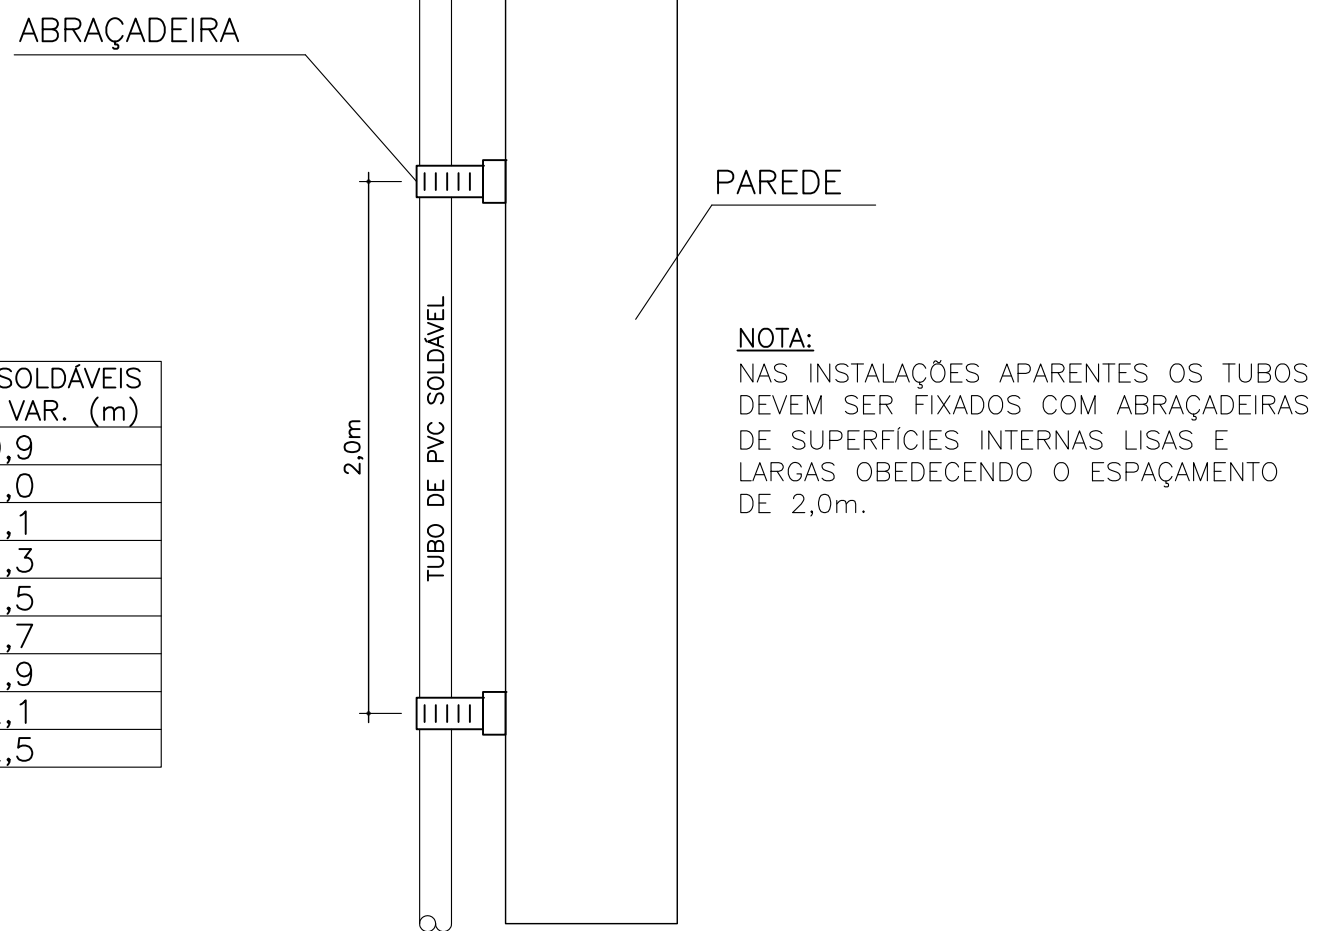 ABRAÇADEIRA
PAREDE
SOLDÁVEIS
VAR. (m)
,9
,0
,1
,3
,5
,7
,9
,1
,5
2,0m
TUBO DE PVC SOLDÁVEL
NOTA:
NAS INSTALAÇÕES APARENTES OS TUBOS
DEVEM SER FIXADOS COM ABRAÇADEIRAS
DE SUPERFÍCIES INTERNAS LISAS E
LARGAS OBEDECENDO O ESPAÇAMENTO
DE 2,0m.